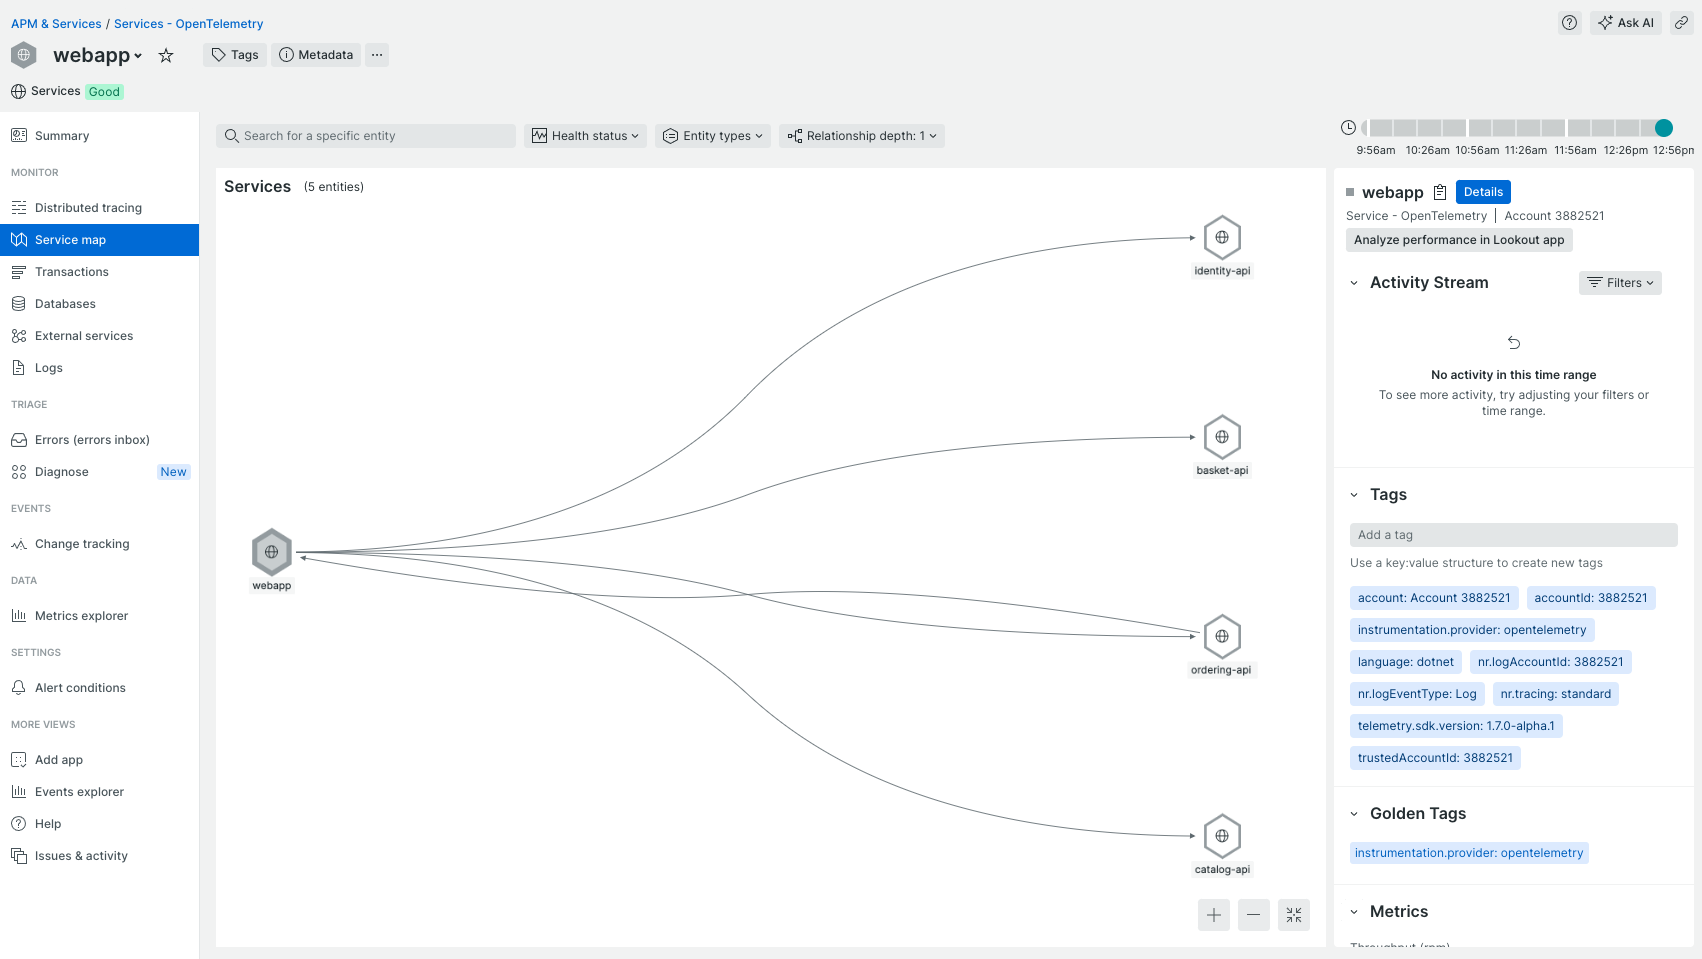 APM & Services / Services - OpenTelemetry
Ask AI
webapp
Tags
Metadata
...
Services Good
Summary
MONITOR
Distributed tracing
Service map
Transactions
Databases
External services
Logs
TRIAGE
Errors (errors inbox)
Diagnose New
EVENTS
Change tracking
DATA
Metrics explorer
SETTINGS
Alert conditions
MORE VIEWS
Add app
Events explorer
Help
Issues & activity
Search for a specific entity
Health status
Entity types
Relationship depth: 1
9:56am 10:26am 10:56am 11:26am 11:56am 12:26pm 12:56pm
Services (5 entities)
identity-api
basket-api
webapp
ordering-api
catalog-api
webapp Details
Service - OpenTelemetry | Account 3882521
Analyze performance in Lookout app
Activity Stream
Filters
No activity in this time range
To see more activity, try adjusting your filters or
time range.
Tags
Add a tag
Use a key:value structure to create new tags
account: Account 3882521 accountId: 3882521
instrumentation.provider: opentelemetry
language: dotnet nr.logAccountId: 3882521
nr.logEventType: Log nr.tracing: standard
telemetry.sdk.version: 1.7.0-alpha.1
trustedAccountId: 3882521
Golden Tags
instrumentation.provider: opentelemetry
Metrics
Throughput (rpm)